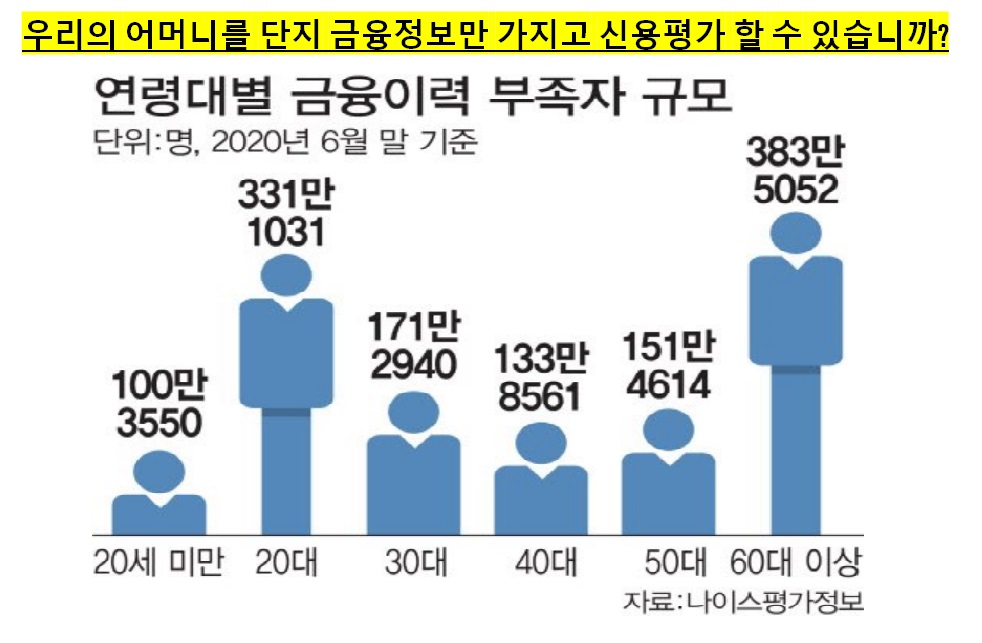 우리의 어머니를 단지 금융정보만 가지고 신용평가 할 수 있습니까?
연령대별 금융이력 부족자 규모
단위:명, 2020년 6월 말 기준
100만
3550
331만
1031
171만
2940
133만
8561
151만
4614
383만
5052
20세 미만
20대
30대
40대
50대
60대 이상
자료:나이스평가정보